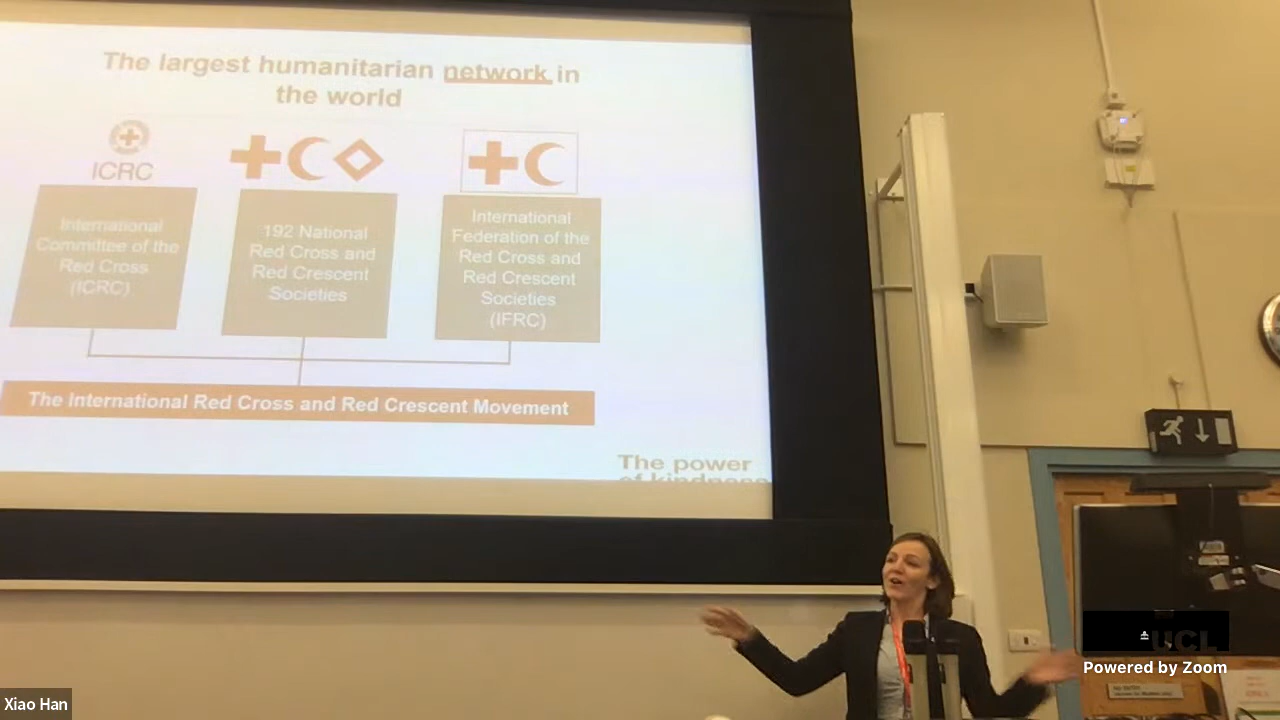 The largest humanitarian network in
the world
ICRC
International
Committee of the
Red Cross
(ICRC)
192 National
Red Cross and
Red Crescent
Societies
International
Federation of the
Red Cross and
Red Crescent
Societies
(IFRC)
The International Red Cross and Red Crescent Movement
The power
of kindness
UCL
Powered by Zoom
Xiao Han